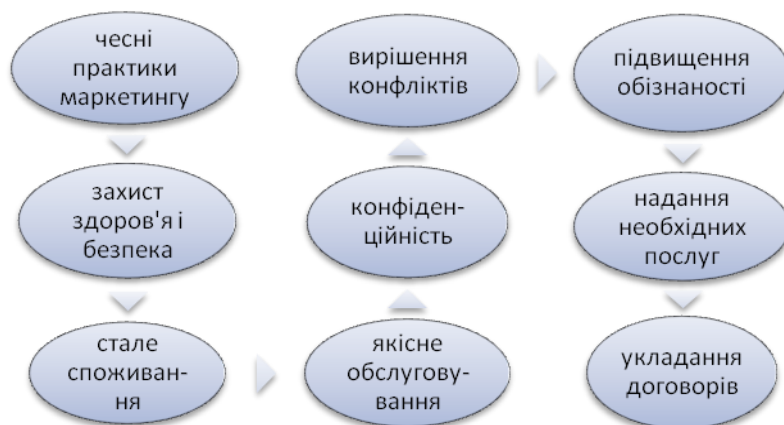 чесні
практики
маркетингу
захист
здоров'я і
безпека
стале
споживан-
ня
якісне
обслугову-
вання
конфіден-
ційність
вирішення
конфліктів
підвищення
обізнаності
надання
необхідних
послуг
укладання
договорів